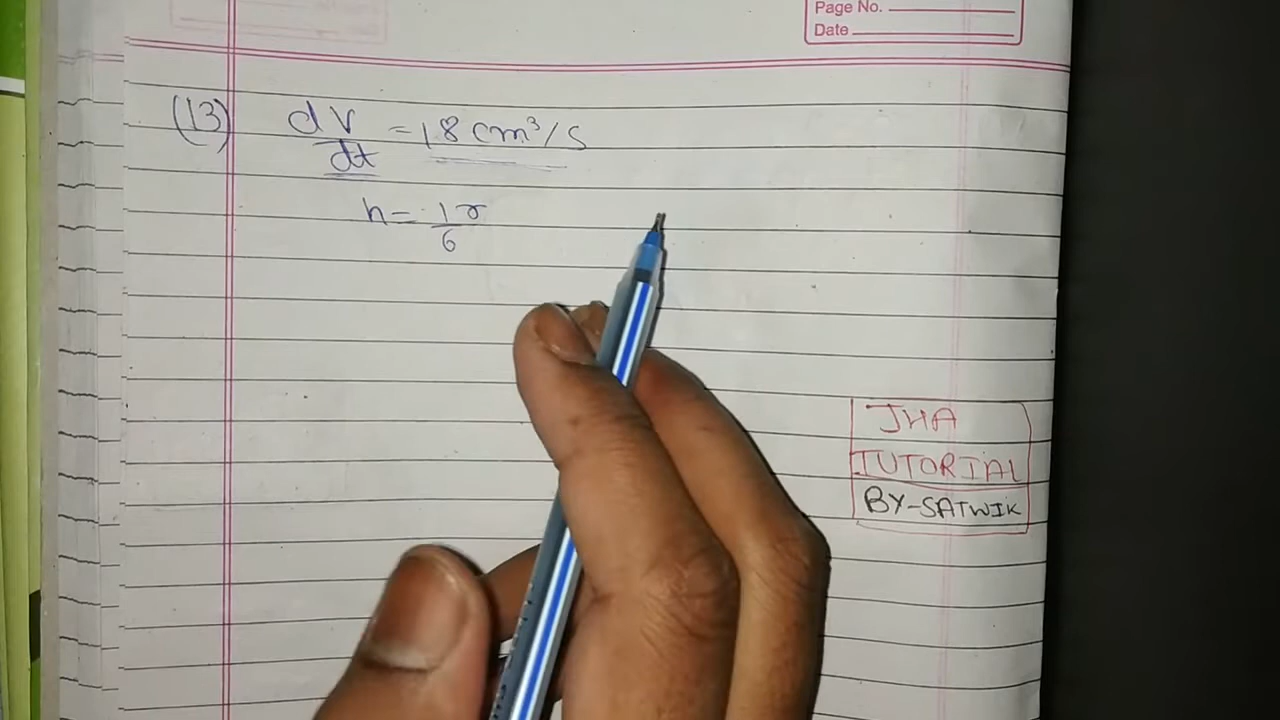 Page No.
Date
(13) dV/dt = 18 cm³/s
h = 1r/6
JHA
TUTORIAL
BY-SATWIK